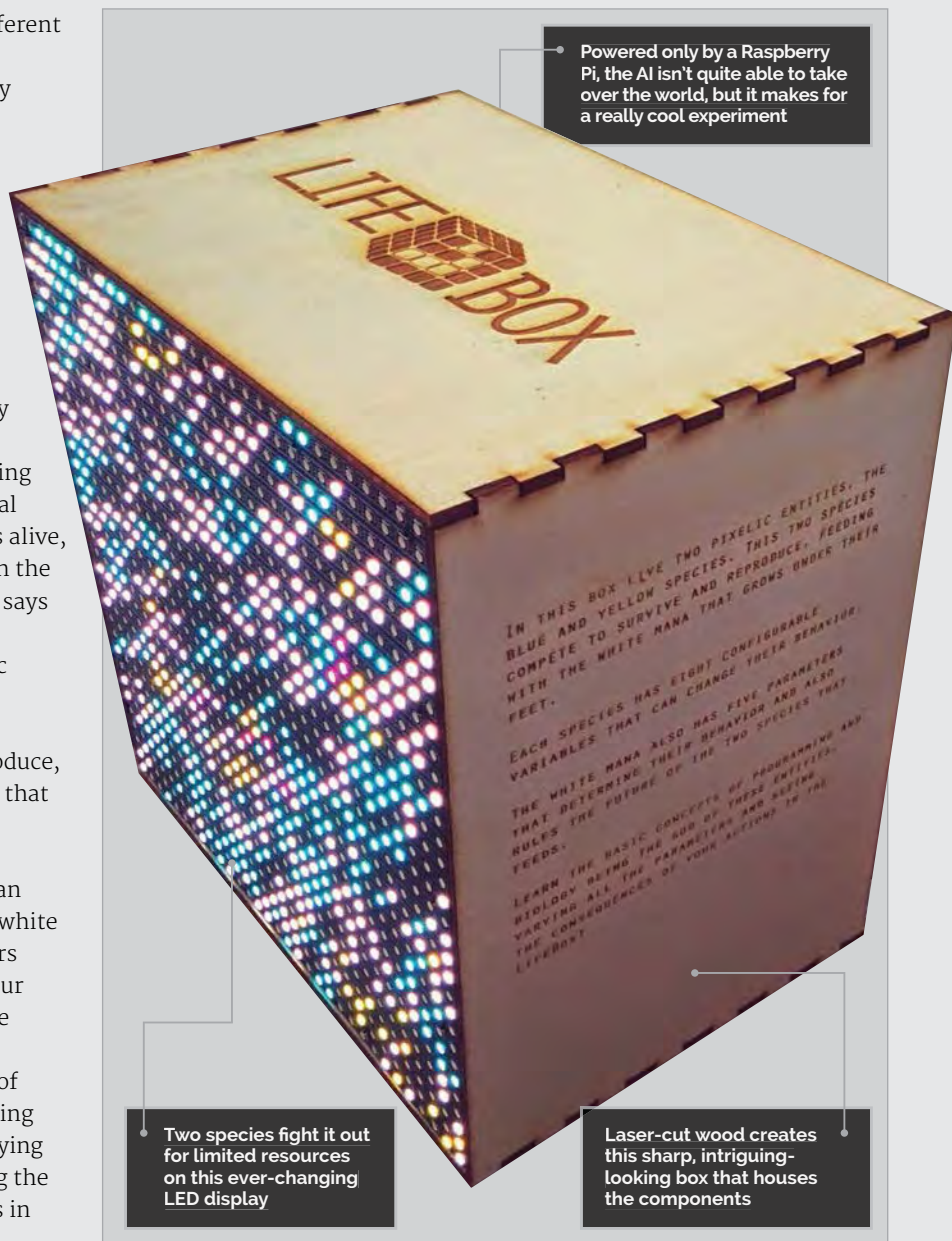 ferent
y
y
ing
al
s alive,
n the
says
c
oduce,
that
an
white
rs
ur
e
of
ing
ying
g the
s in
Powered only by a Raspberry
Pi, the AI isn't quite able to take
over the world, but it makes for
a really cool experiment
LIFE BOX
IN THIS BOX LIVE TWO PIXELIC ENTITIES, THE
BLUE AND YELLOW SPECIES. THIS TWO SPECIES
COMPETE TO SURVIVE AND REPRODUCE, FEEDING
WITH THE WHITE MANA THAT GROWS UNDER THEIR
FEET.
EACH SPECIES HAS EIGHT CONFIGURABLE
VARIABLES THAT CAN CHANGE THEIR BEHAVIOR.
THE WHITE MANA ALSO HAS FIVE PARAMETERS
THAT DETERMINE THEIR BEHAVIOR AND ALSO
RULES THE FUTURE OF THE TWO SPECIES THAT
FEEDS.
LEARN THE BASIC CONCEPTS OF PROGRAMMING AND
BIOLOGY BEING THE GOD OF THESE ENTITIES,
VARYING ALL THE PARAMETERS AND SEEING
THE CONSEQUENCES OF YOUR ACTIONS IN THE
LIFEBOX!
Two species fight it out
for limited resources
on this ever-changing
LED display
Laser-cut wood creates
this sharp, intriguing-
looking box that houses
the components